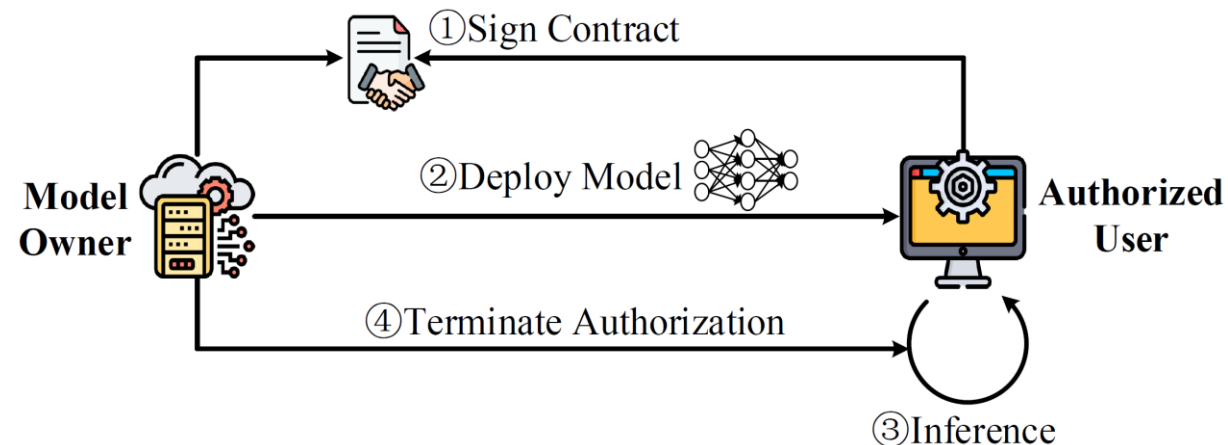 ①Sign Contract
②Deploy Model
Model
Owner
Authorized
User
④Terminate Authorization
③Inference